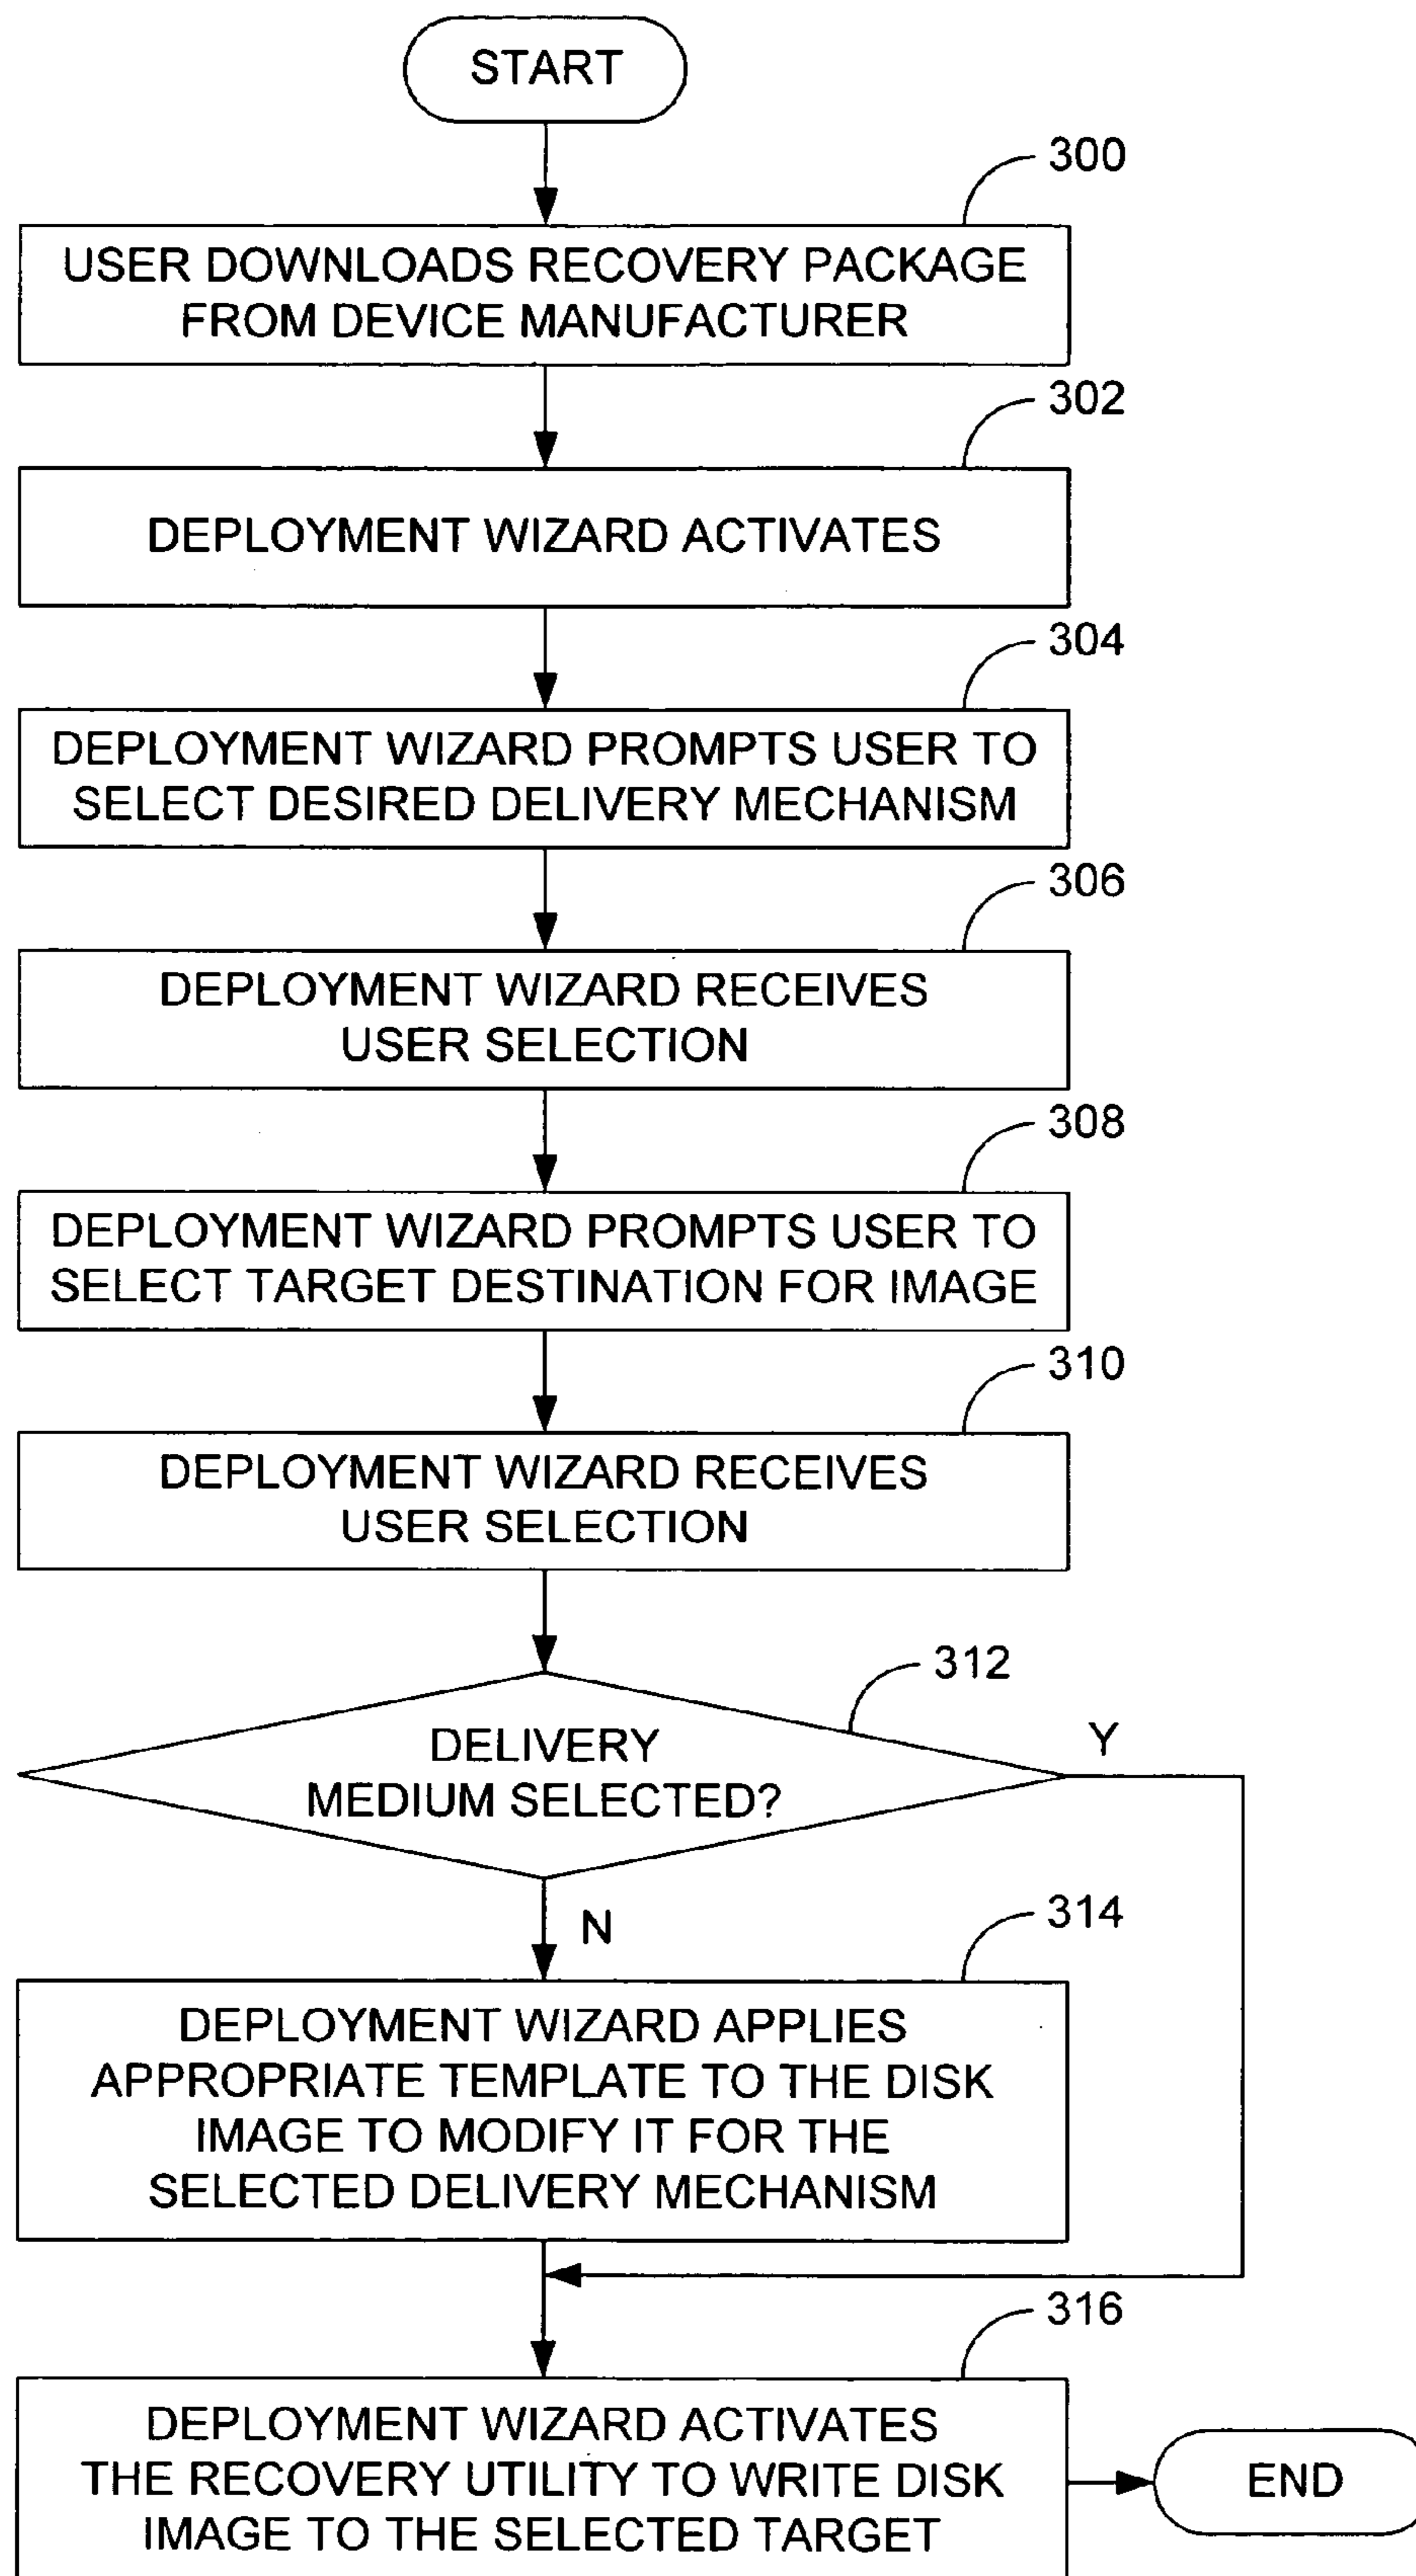 START
300
USER DOWNLOADS RECOVERY PACKAGE
FROM DEVICE MANUFACTURER
302
DEPLOYMENT WIZARD ACTIVATES
304
DEPLOYMENT WIZARD PROMPTS USER TO
SELECT DESIRED DELIVERY MECHANISM
306
DEPLOYMENT WIZARD RECEIVES
USER SELECTION
308
DEPLOYMENT WIZARD PROMPTS USER TO
SELECT TARGET DESTINATION FOR IMAGE
310
DEPLOYMENT WIZARD RECEIVES
USER SELECTION
312
DELIVERY
MEDIUM SELECTED?
Y
N
314
DEPLOYMENT WIZARD APPLIES
APPROPRIATE TEMPLATE TO THE DISK
IMAGE TO MODIFY IT FOR THE
SELECTED DELIVERY MECHANISM
316
DEPLOYMENT WIZARD ACTIVATES
THE RECOVERY UTILITY TO WRITE DISK
IMAGE TO THE SELECTED TARGET
END